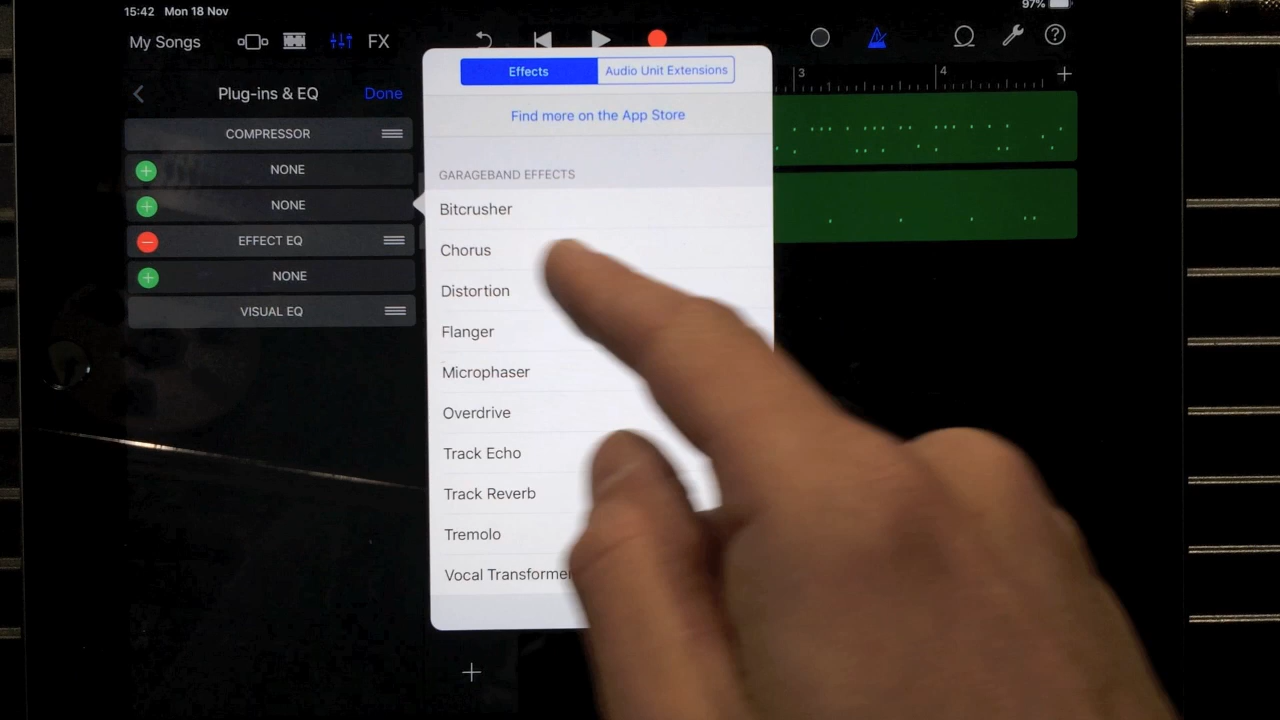 15:42 Mon 18 Nov
97%
My Songs
FX
Plug-ins & EQ
Done
COMPRESSOR
NONE
NONE
EFFECT EQ
NONE
VISUAL EQ
Effects
Audio Unit Extensions
Find more on the App Store
GARAGEBAND EFFECTS
Bitcrusher
Chorus
Distortion
Flanger
Microphaser
Overdrive
Track Echo
Track Reverb
Tremolo
Vocal Transformer
3
4